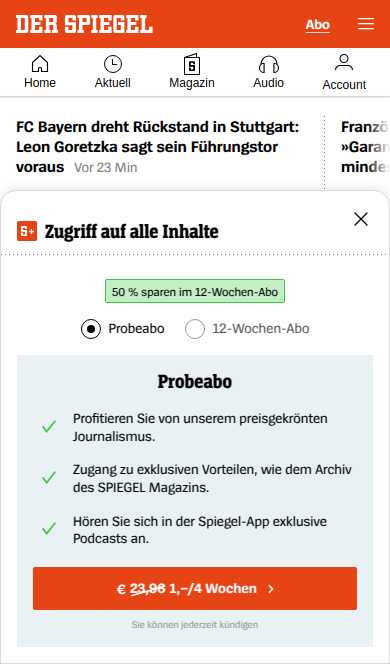 DER SPIEGEL
Abo
Home
Aktuell
Magazin
Audio
Account
FC Bayern dreht Rückstand in Stuttgart:
Leon Goretzka sagt sein Führungstor
voraus Vor 23 Min
Franzö
»Garan
minde
S+ Zugriff auf alle Inhalte
50 % sparen im 12-Wochen-Abo
Probeabo
12-Wochen-Abo
Probeabo
Profitieren Sie von unserem preisgekrönten
Journalismus.
Zugang zu exklusiven Vorteilen, wie dem Archiv
des SPIEGEL Magazins.
Hören Sie sich in der Spiegel-App exklusive
Podcasts an.
€ 23,96 1,–/4 Wochen
Sie können jederzeit kündigen